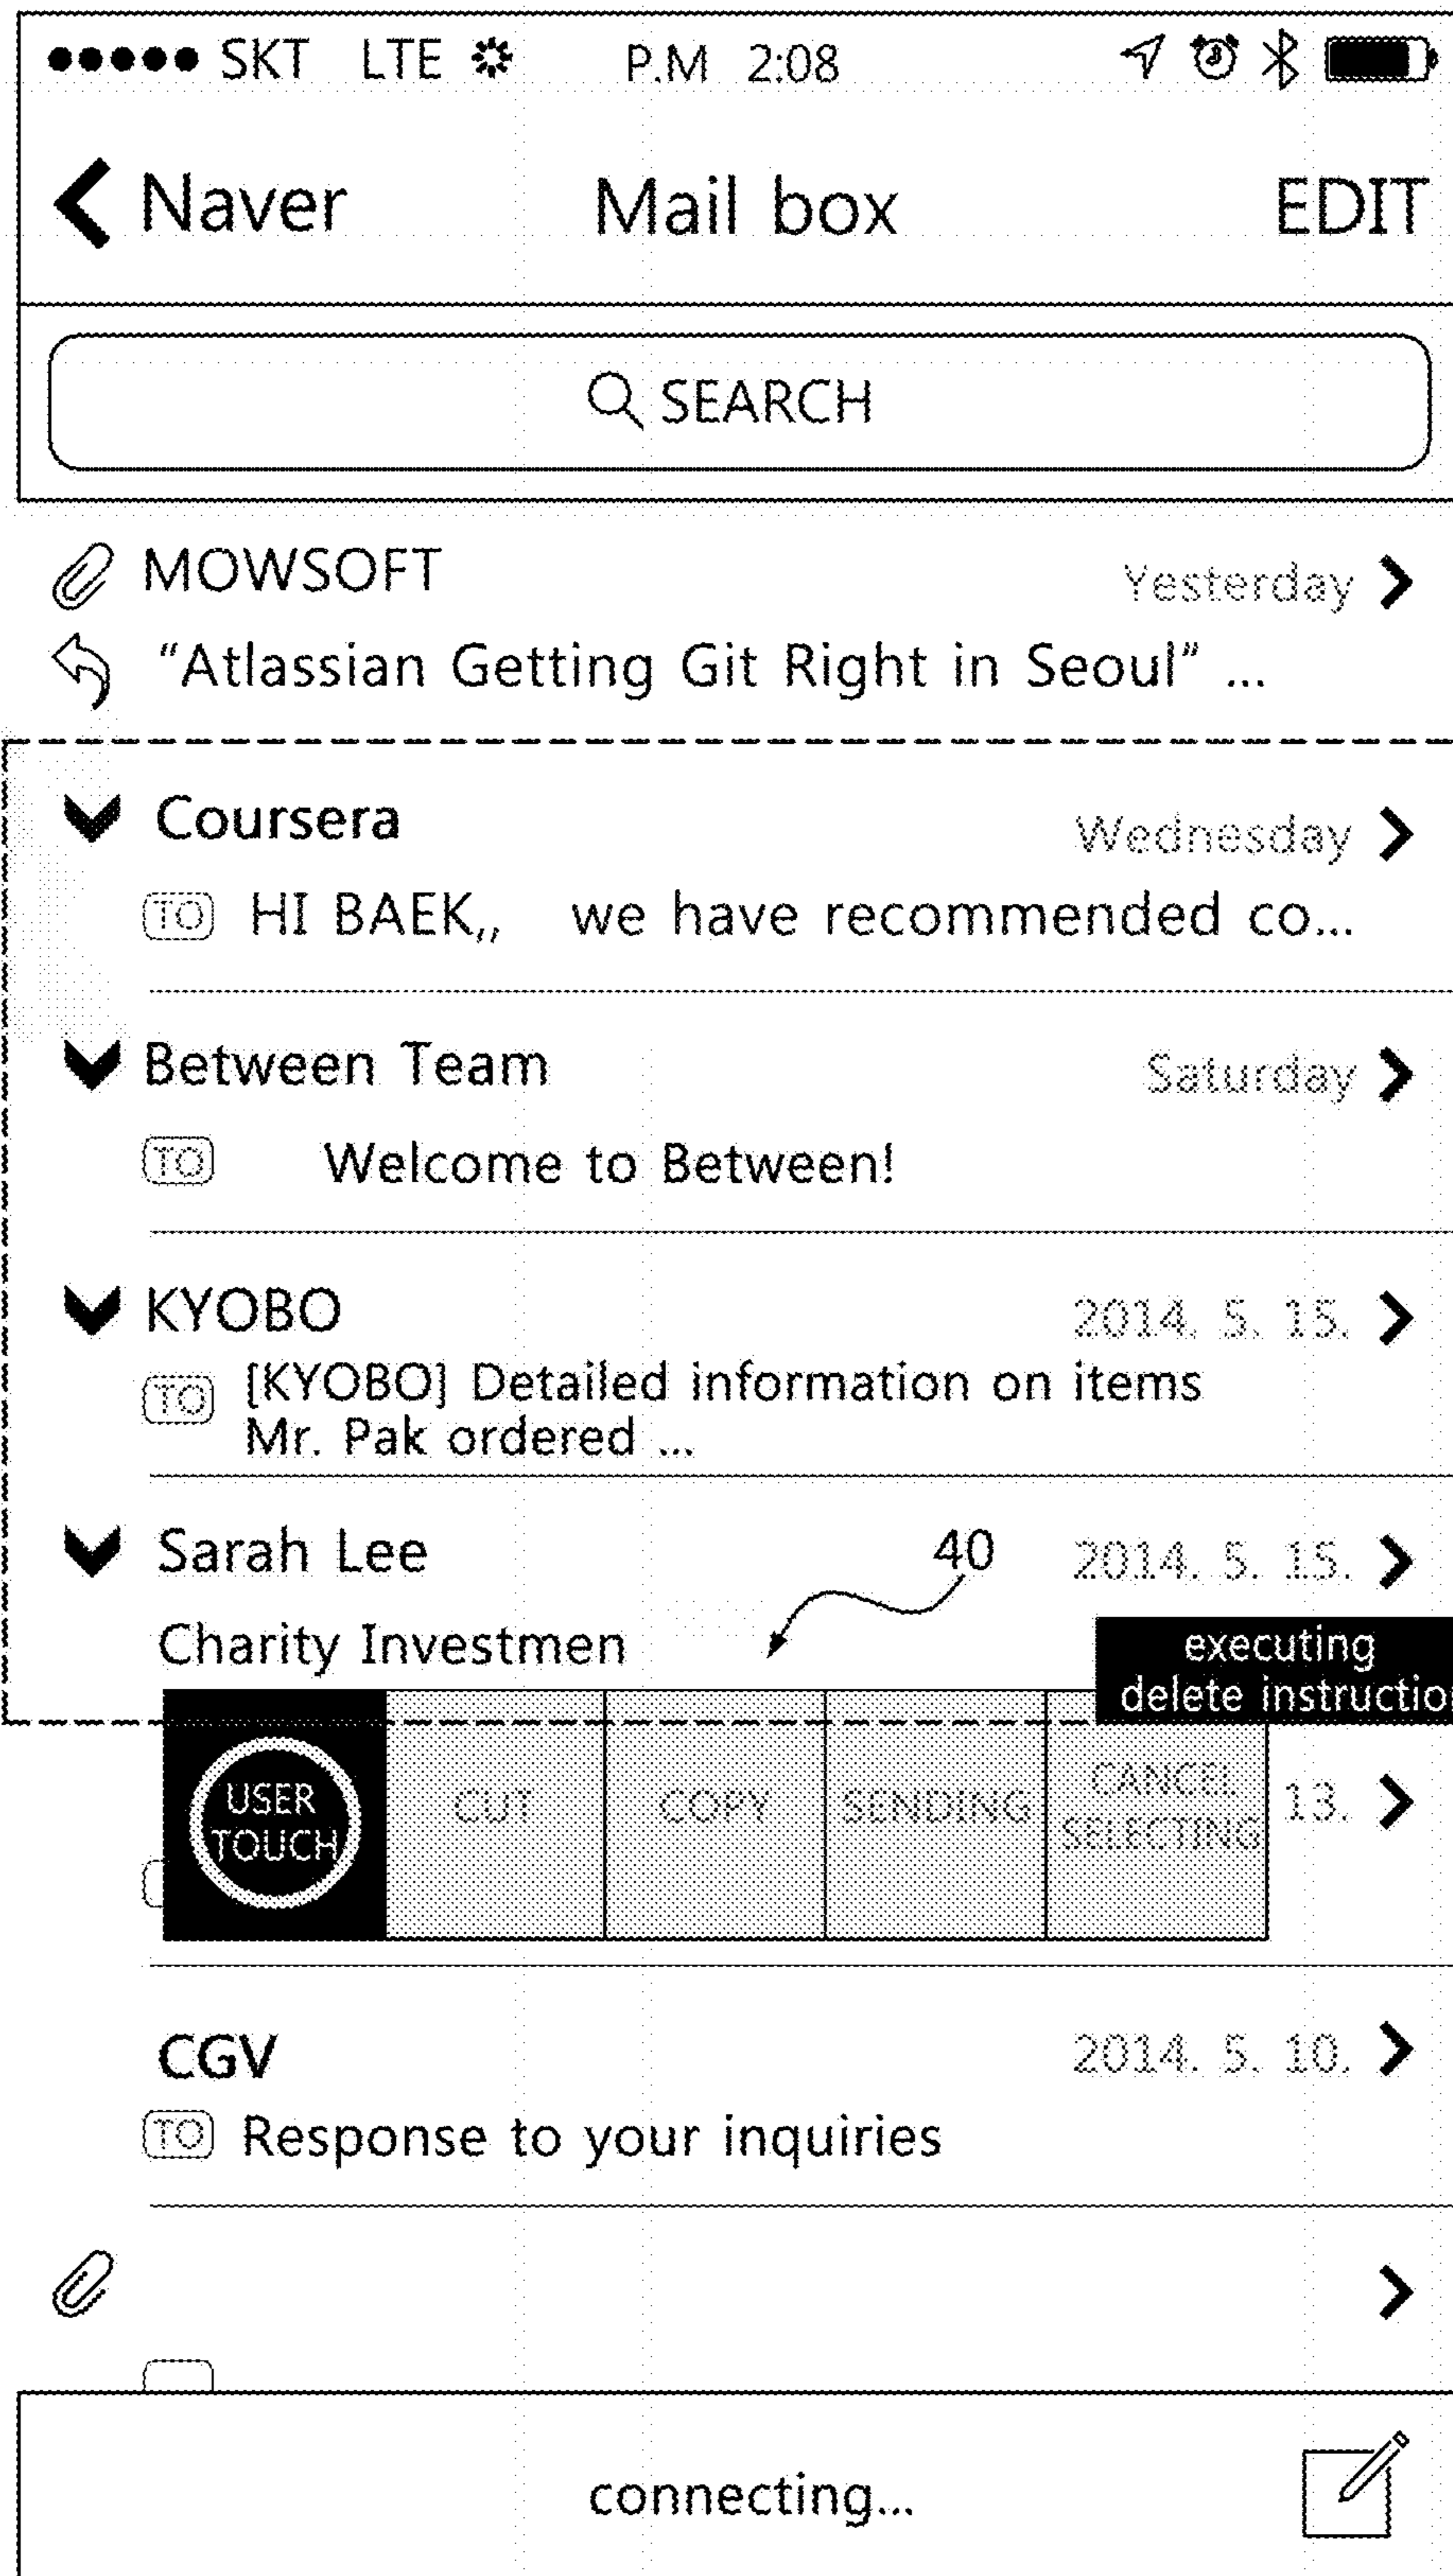 SKT LTE P.M 2:08
Naver Mail box EDIT
SEARCH
MOWSOFT Yesterday
“Atlassian Getting Git Right in Seoul” ...
Coursera Wednesday
TO HI BAEK,, we have recommended co...
Between Team Saturday
TO Welcome to Between!
KYOBO 2014. 5. 15.
TO [KYOBO] Detailed information on items
Mr. Pak ordered ...
Sarah Lee 40 2014. 5. 15.
Charity Investmen
executing
delete instructio
USER
TOUCH
CUT
COPY
SENDING
CANCEL
SELECTING
13.
CGV 2014. 5. 10.
TO Response to your inquiries
connecting...